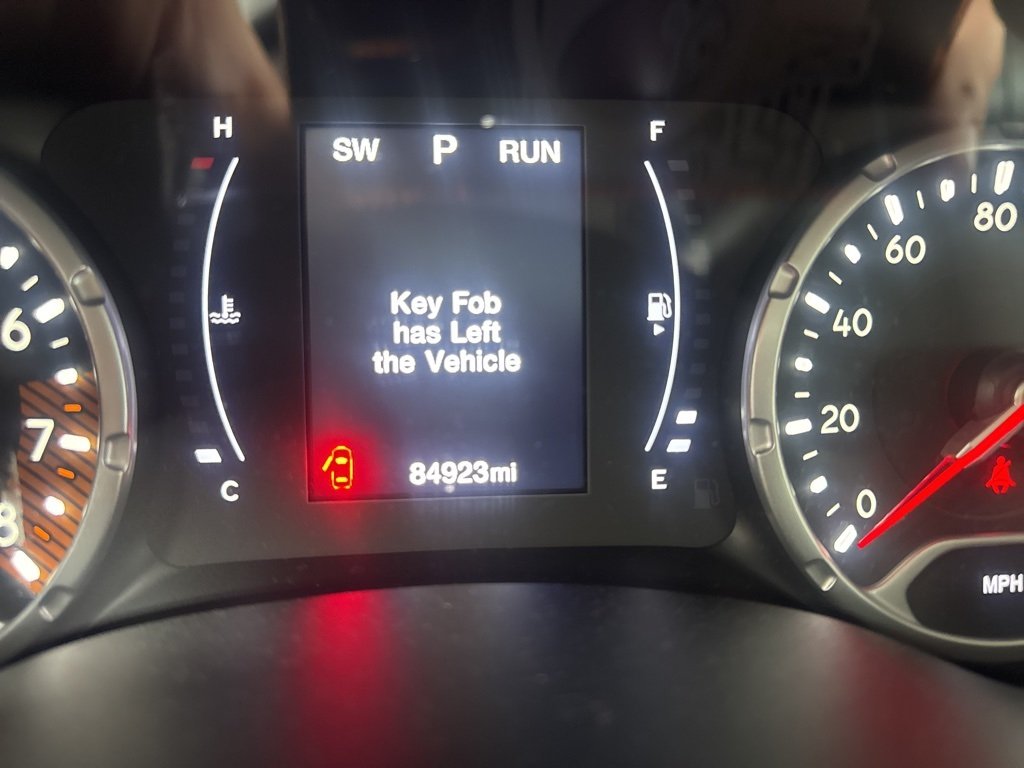 H
F
SW P RUN
80
60
6
40
Key Fob
has Left
the Vehicle
7
20
84923mi
C
E
0
8
MPH